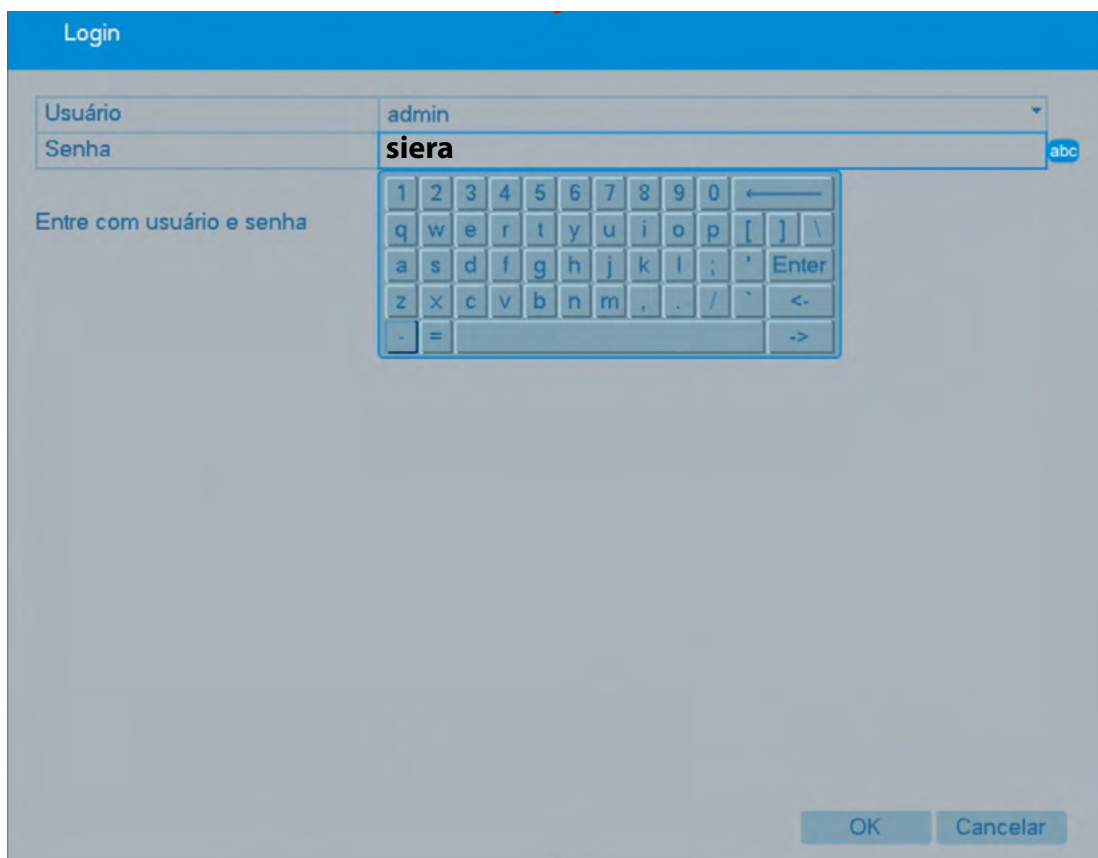 Login
Usuário admin
Senha siera abc
1 2 3 4 5 6 7 8 9 0 ←
Entre com usuário e senha
q w e r t y u i o p [ ] \
a s d f g h j k l ; ' Enter
z x c v b n m , . / ` <-
- = ->
OK Cancelar